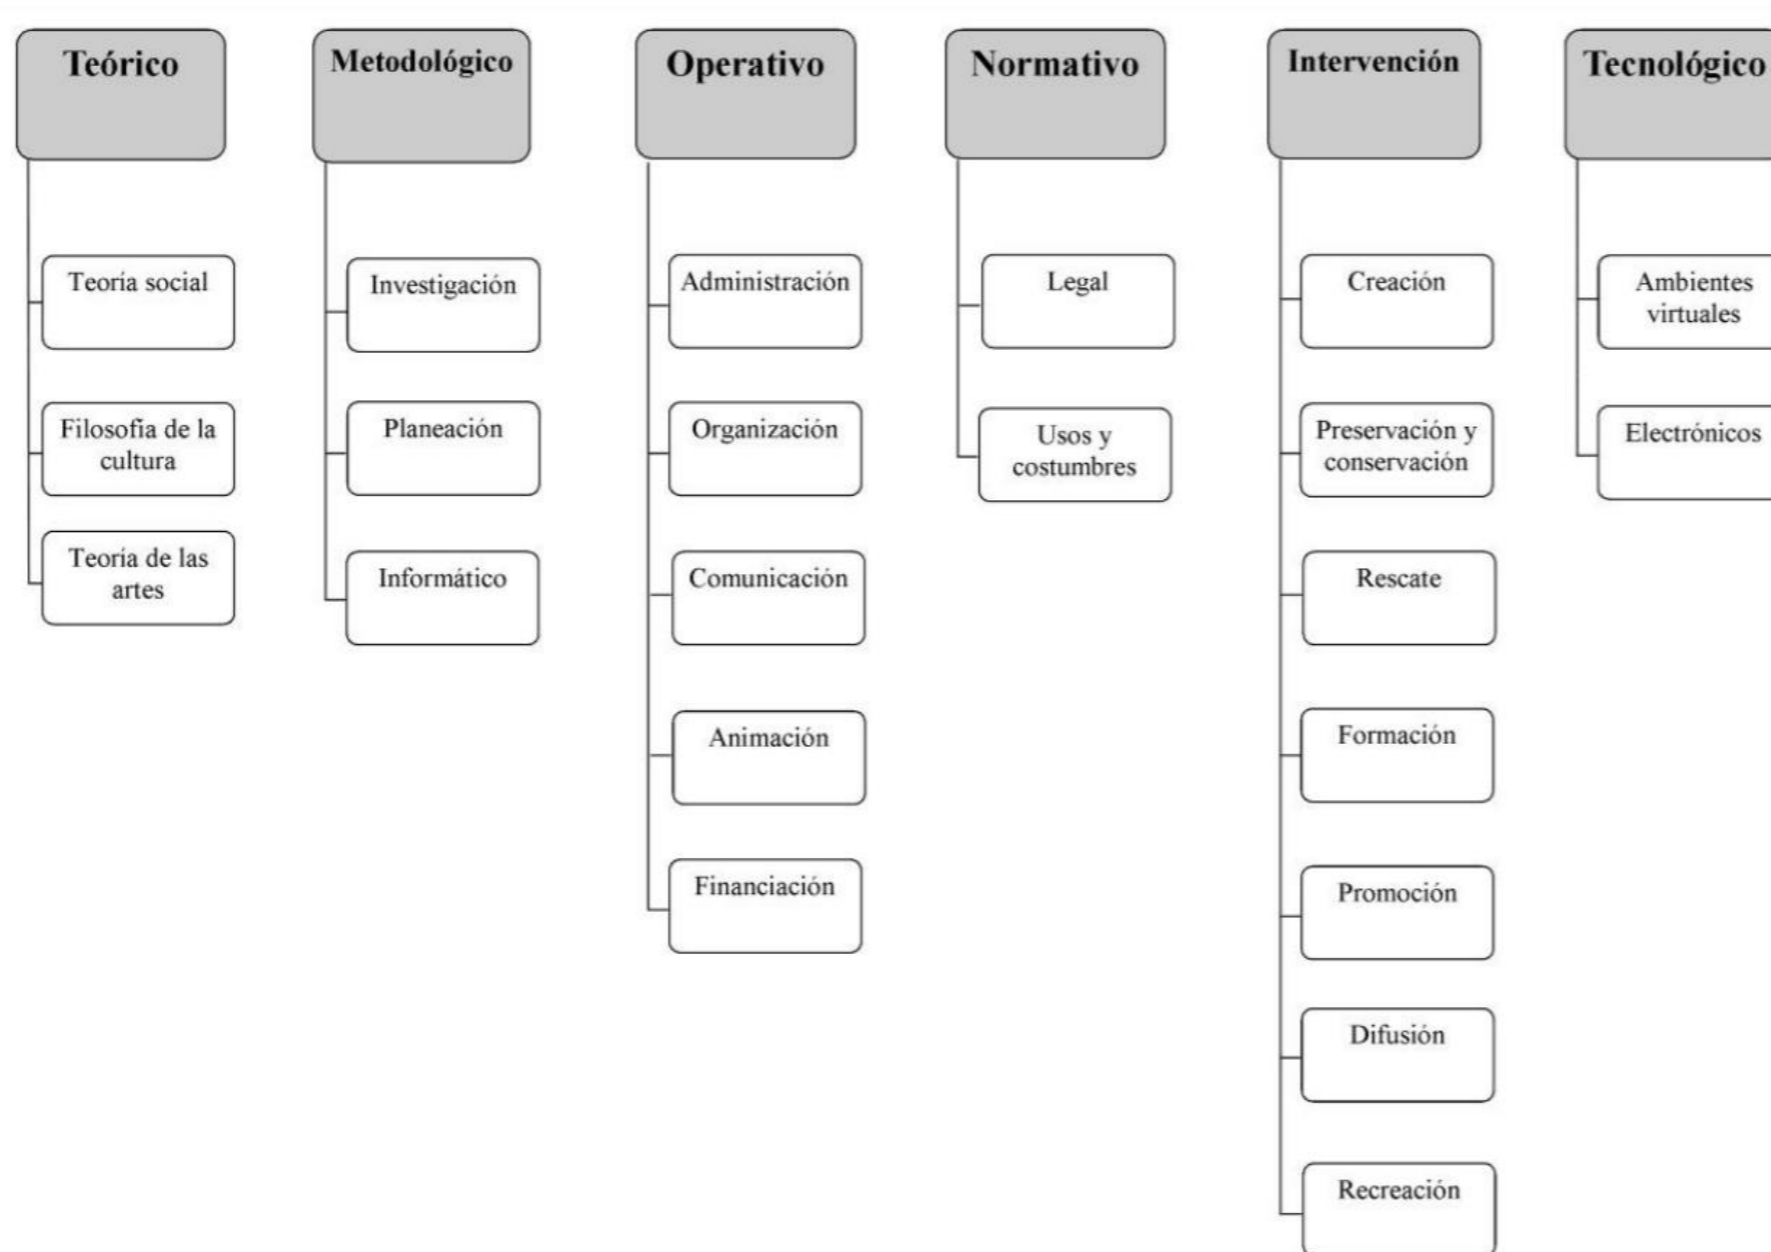 Teórico
Teoría social
Filosofía de la
cultura
Teoría de las
artes
Metodológico
Investigación
Planeación
Informático
Operativo
Administración
Organización
Comunicación
Animación
Financiación
Normativo
Legal
Usos y
costumbres
Intervención
Creación
Preservación y
conservación
Rescate
Formación
Promoción
Difusión
Recreación
Tecnológico
Ambientes
virtuales
Electrónicos